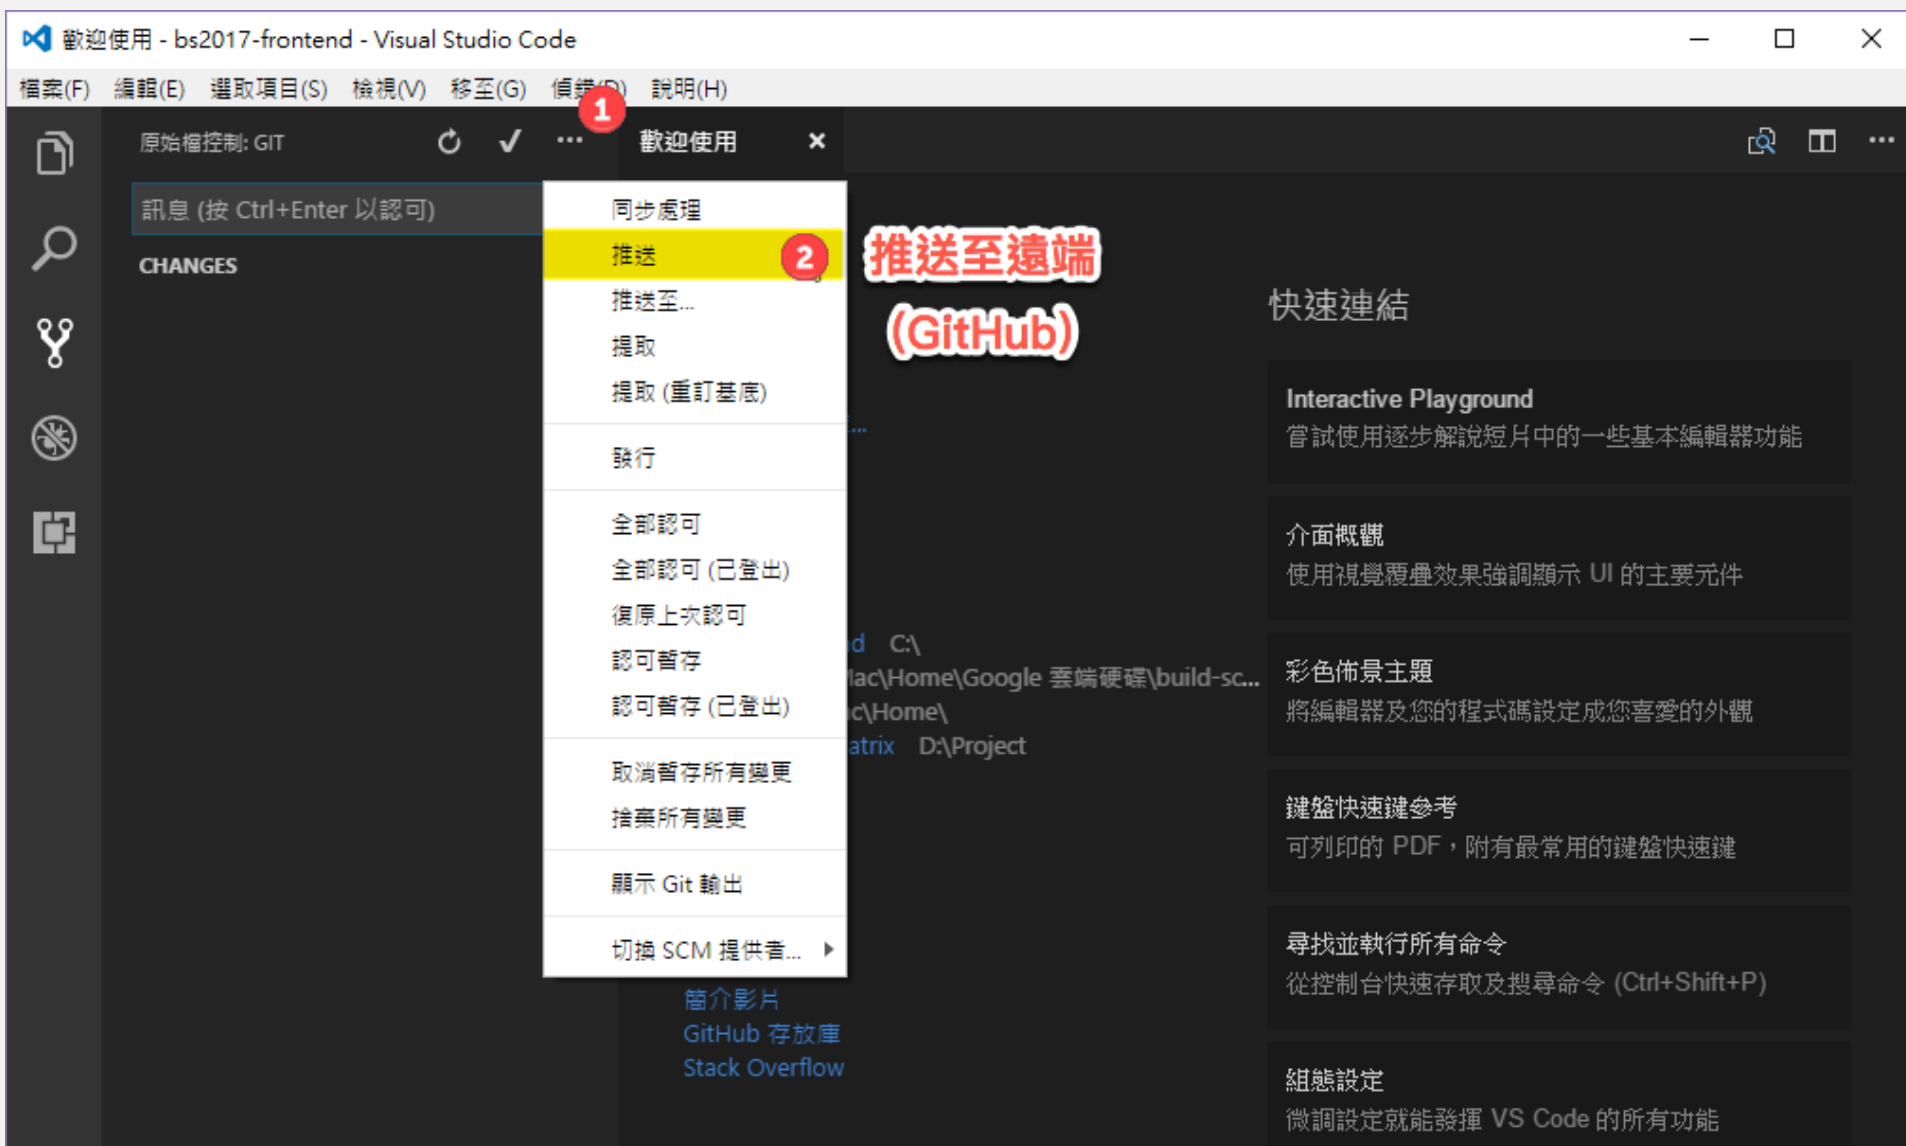 歡迎使用 - bs2017-frontend - Visual Studio Code
檔案(F) 編輯(E) 選取項目(S) 檢視(V) 移至(G) 偵錯(D) 說明(H)
1
原始檔控制: GIT
歡迎使用
訊息 (按 Ctrl+Enter 以認可)
CHANGES
同步處理
推送
2
推送至...
提取
提取 (重訂基底)
發行
全部認可
全部認可 (已登出)
復原上次認可
認可暫存
認可暫存 (已登出)
取消暫存所有變更
捨棄所有變更
顯示 Git 輸出
切換 SCM 提供者...
推送至遠端
(GitHub)
...
d C:\
ac\Home\Google 雲端硬碟\build-sc...
c\Home\
atrix D:\Project
簡介影片
GitHub 存放庫
Stack Overflow
快速連結
Interactive Playground
嘗試使用逐步解說短片中的一些基本編輯器功能
介面概觀
使用視覺覆疊效果強調顯示 UI 的主要元件
彩色佈景主題
將編輯器及您的程式碼設定成您喜愛的外觀
鍵盤快速鍵參考
可列印的 PDF，附有最常用的鍵盤快速鍵
尋找並執行所有命令
從控制台快速存取及搜尋命令 (Ctrl+Shift+P)
組態設定
微調設定就能發揮 VS Code 的所有功能